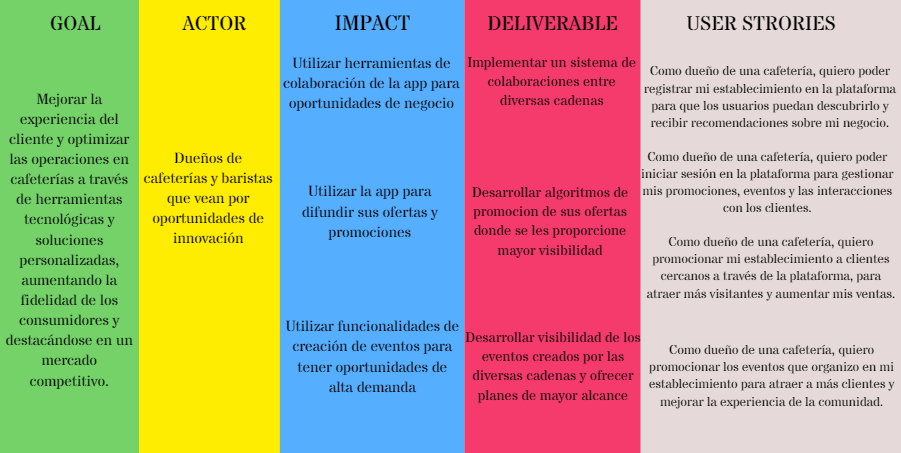 GOAL
Mejorar la
experiencia del
cliente y optimizar
las operaciones en
cafeterías a través
de herramientas
tecnológicas y
soluciones
personalizadas,
aumentando la
fidelidad de los
consumidores y
destacándose en un
mercado
competitivo.
ACTOR
Dueños de
cafeterías y baristas
que vean por
oportunidades de
innovación
IMPACT
Utilizar herramientas de
colaboración de la app para
oportunidades de negocio
Utilizar la app para
difundir sus ofertas y
promociones
Utilizar funcionalidades de
creación de eventos para
tener oportunidades de
alta demanda
DELIVERABLE
Implementar un sistema de
colaboraciones entre
diversas cadenas
Desarrollar algoritmos de
promocion de sus ofertas
donde se les proporcione
mayor visibilidad
Desarrollar visibilidad de los
eventos creados por las
diversas cadenas y ofrecer
planes de mayor alcance
USER STRORIES
Como dueño de una cafetería, quiero poder
registrar mi establecimiento en la plataforma
para que los usuarios puedan descubrirlo y
recibir recomendaciones sobre mi negocio.
Como dueño de una cafetería, quiero poder
iniciar sesión en la plataforma para gestionar
mis promociones, eventos y las interacciones
con los clientes.
Como dueño de una cafetería, quiero
promocionar mi establecimiento a clientes
cercanos a través de la plataforma, para
atraer más visitantes y aumentar mis ventas.
Como dueño de una cafetería, quiero
promocionar los eventos que organizo en mi
establecimiento para atraer a más clientes y
mejorar la experiencia de la comunidad.